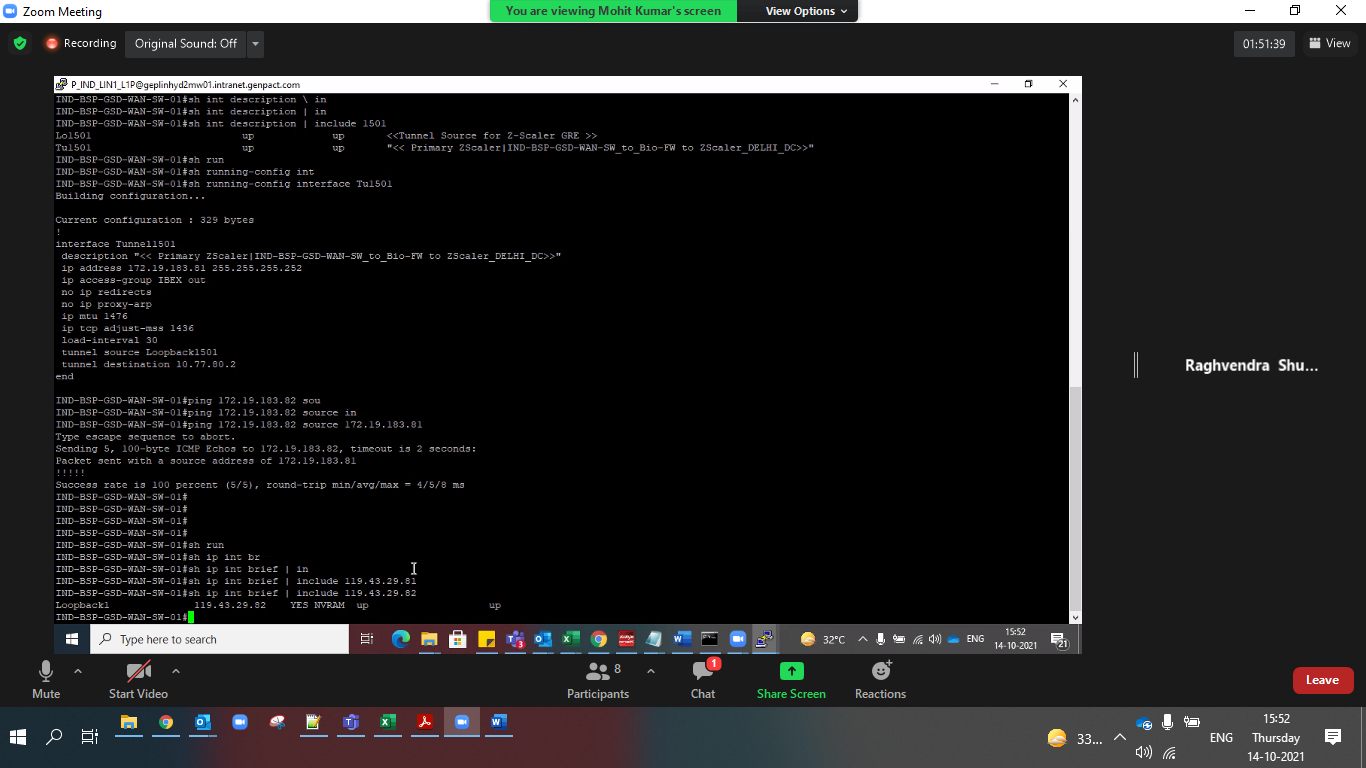 Zoom Meeting
You are viewing Mohit Kumar's screen
View Options
Recording
Original Sound: Off
01:51:39
View
P_IND_LIN1_L1P@geplinhyd2mw01.intranet.genpact.com
IND-BSP-GSD-WAN-SW-01#sh int description \ in
IND-BSP-GSD-WAN-SW-01#sh int description | in
IND-BSP-GSD-WAN-SW-01#sh int description | include 1501
Lo1501 up up <<Tunnel Source for Z-Scaler GRE >>
Tu1501 up up "<< Primary ZScaler|IND-BSP-GSD-WAN-SW_to_Bio-FW to ZScaler_DELHI_DC>>"
IND-BSP-GSD-WAN-SW-01#sh run
IND-BSP-GSD-WAN-SW-01#sh running-config int
IND-BSP-GSD-WAN-SW-01#sh running-config interface Tu1501
Building configuration...
Current configuration : 329 bytes
!
interface Tunnel1501
description "<< Primary ZScaler|IND-BSP-GSD-WAN-SW_to_Bio-FW to ZScaler_DELHI_DC>>"
ip address 172.19.183.81 255.255.255.252
ip access-group IBEX out
no ip redirects
no ip proxy-arp
ip mtu 1476
ip tcp adjust-mss 1436
load-interval 30
tunnel source Loopback1501
tunnel destination 10.77.80.2
end
IND-BSP-GSD-WAN-SW-01#ping 172.19.183.82 sou
IND-BSP-GSD-WAN-SW-01#ping 172.19.183.82 source in
IND-BSP-GSD-WAN-SW-01#ping 172.19.183.82 source 172.19.183.81
Type escape sequence to abort.
Sending 5, 100-byte ICMP Echos to 172.19.183.82, timeout is 2 seconds:
Packet sent with a source address of 172.19.183.81
!!!!!
Success rate is 100 percent (5/5), round-trip min/avg/max = 4/5/8 ms
IND-BSP-GSD-WAN-SW-01#
IND-BSP-GSD-WAN-SW-01#
IND-BSP-GSD-WAN-SW-01#
IND-BSP-GSD-WAN-SW-01#
IND-BSP-GSD-WAN-SW-01#sh run
IND-BSP-GSD-WAN-SW-01#sh ip int br
IND-BSP-GSD-WAN-SW-01#sh ip int brief | in
IND-BSP-GSD-WAN-SW-01#sh ip int brief | include 119.43.29.81
IND-BSP-GSD-WAN-SW-01#sh ip int brief | include 119.43.29.82
Loopback1 119.43.29.82 YES NVRAM up up
IND-BSP-GSD-WAN-SW-01#
Raghvendra Shu...
Type here to search
3
32°C
ENG
15:52
14-10-2021
21
Mute
Start Video
8
Participants
1
Chat
Share Screen
Reactions
Leave
33...
ENG
15:52
Thursday
14-10-2021